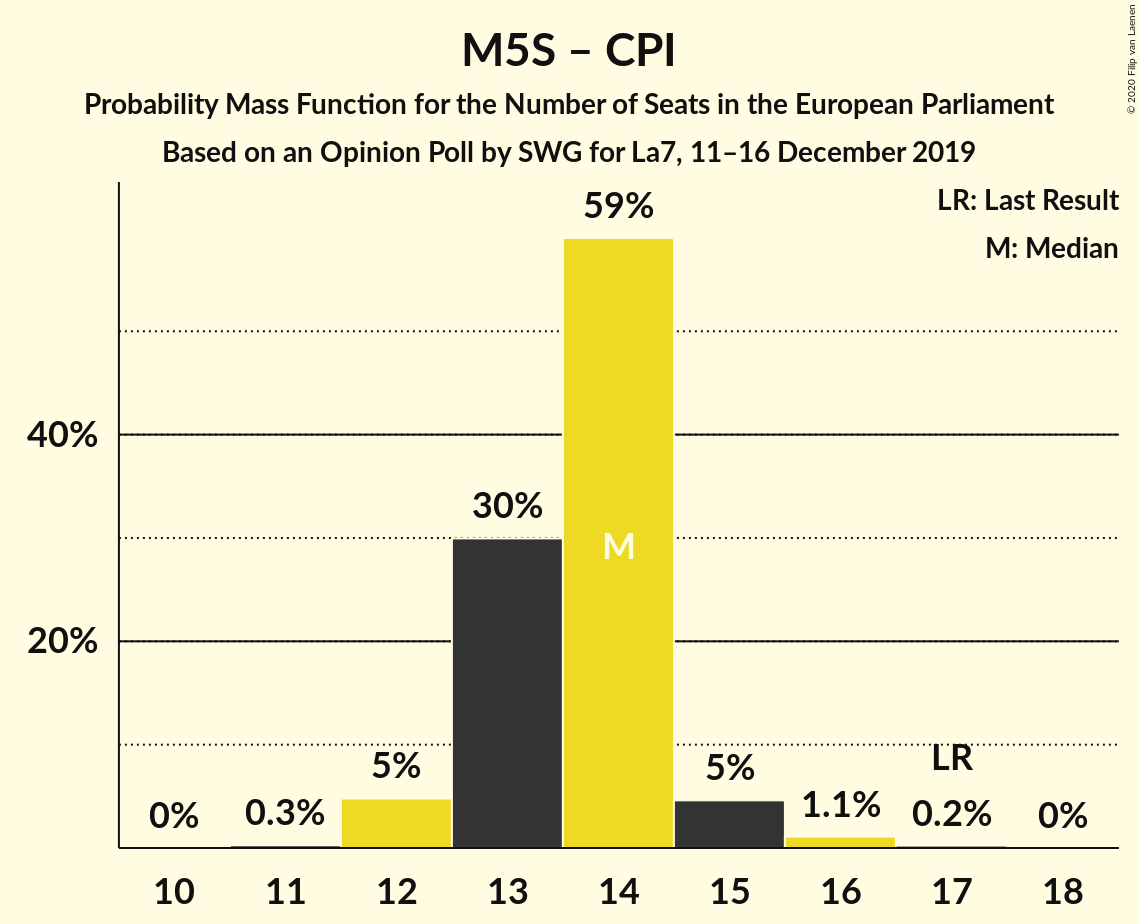 M5S – CPI
Probability Mass Function for the Number of Seats in the European Parliament
Based on an Opinion Poll by SWG for La7, 11–16 December 2019
© 2020 Filip van Laenen
LR: Last Result
M: Median
59%
40%
30%
M
20%
LR
5%
5%
0%
0.3%
1.1%
0.2%
0%
10 11 12 13 14 15 16 17 18